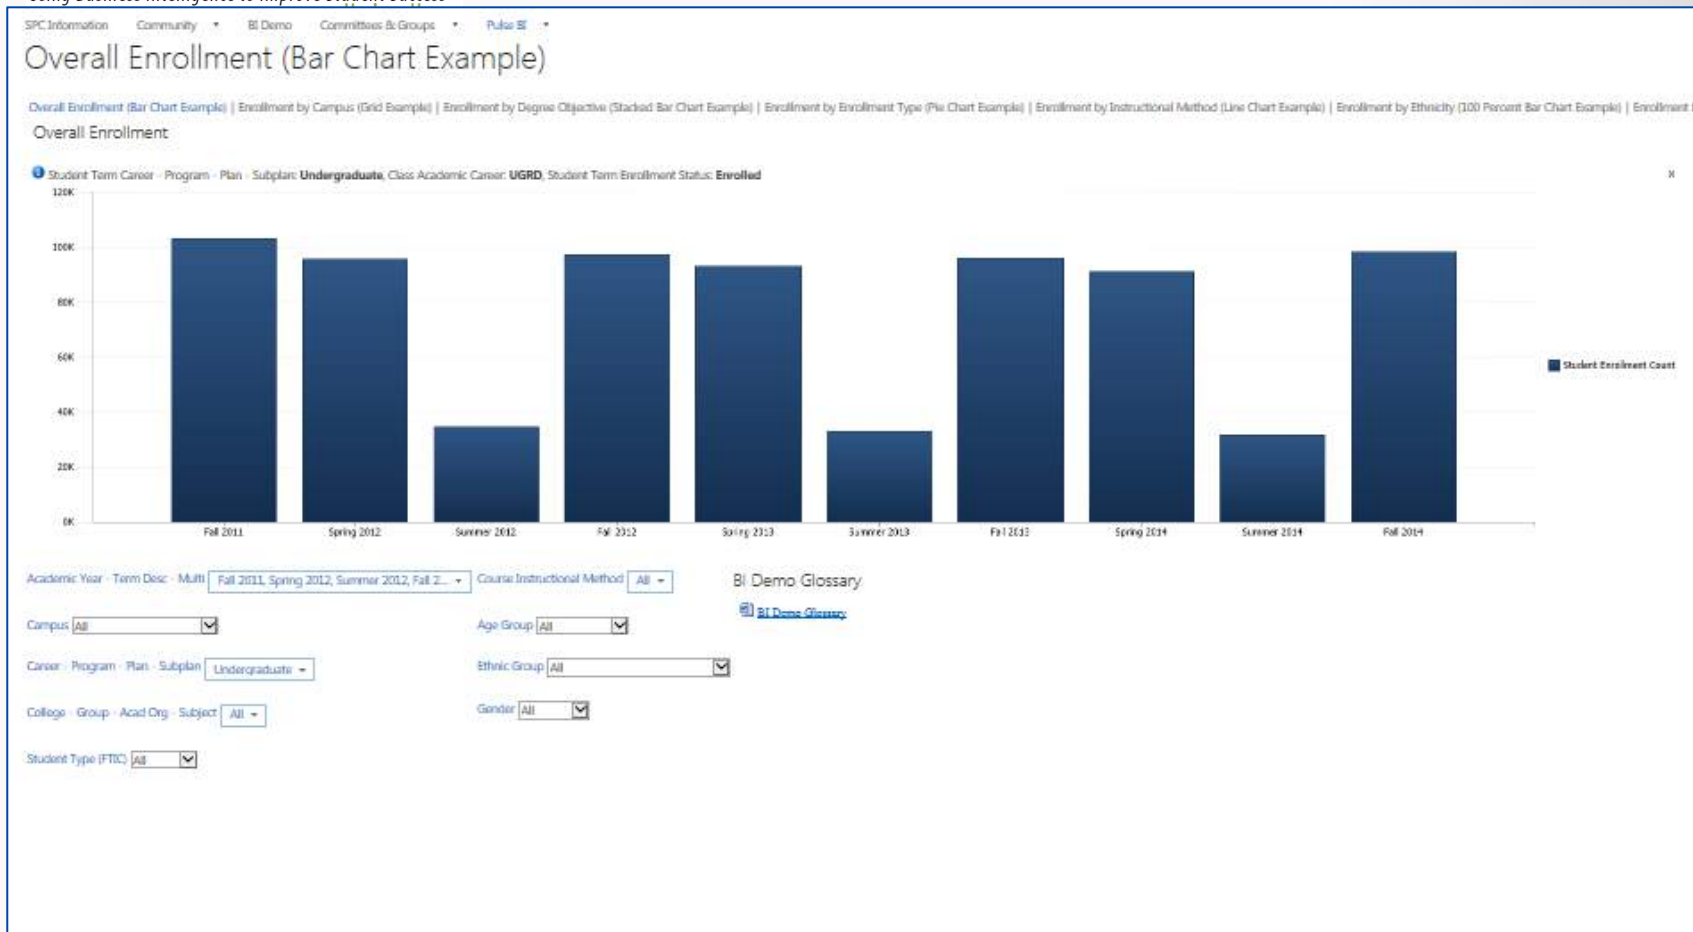 Using Business Intelligence to Improve Student Success
SPC Information Community BI Demo Committees & Groups Pulse BI
Overall Enrollment (Bar Chart Example)
Overall Enrollment (Bar Chart Example) | Enrollment by Campus (Grid Example) | Enrollment by Degree Objective (Stacked Bar Chart Example) | Enrollment by Enrollment Type (Pie Chart Example) | Enrollment by Instructional Method (Line Chart Example) | Enrollment by Ethnicity (100 Percent Bar Chart Example) | Enrollment
Overall Enrollment
Student Term Career - Program - Plan - Subplan: Undergraduate, Class Academic Career: UGRD, Student Term Enrollment Status: Enrolled
120K
100K
80K
60K
40K
20K
0K
Student Enrollment Count
Fall 2011 Spring 2012 Summer 2012 Fall 2012 Spring 2013 Summer 2013 Fall 2013 Spring 2014 Summer 2014 Fall 2014
Academic Year - Term Desc - Multi Fall 2011, Spring 2012, Summer 2012, Fall 2... Course Instructional Method All
BI Demo Glossary
BI Demo Glossary
Campus All Age Group All
Career - Program - Plan - Subplan Undergraduate Ethnic Group All
College - Group - Acad Org - Subject All Gender All
Student Type (FTIC) All